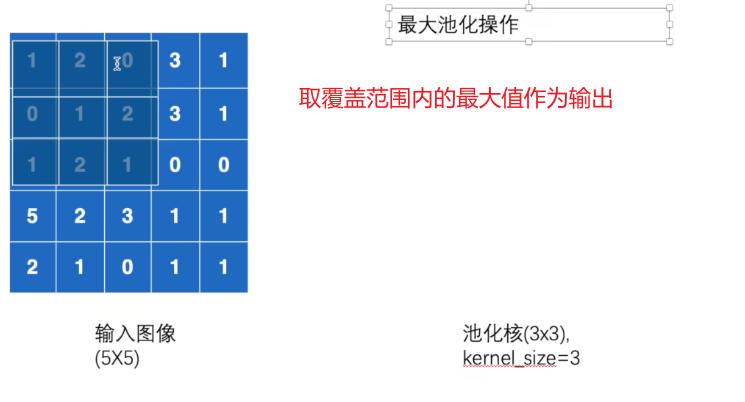 最大池化操作
1 2 0 3 1
0 1 2 3 1
1 2 1 0 0
5 2 3 1 1
2 1 0 1 1
取覆盖范围内的最大值作为输出
输入图像
(5X5)
池化核(3x3),
kernel_size=3